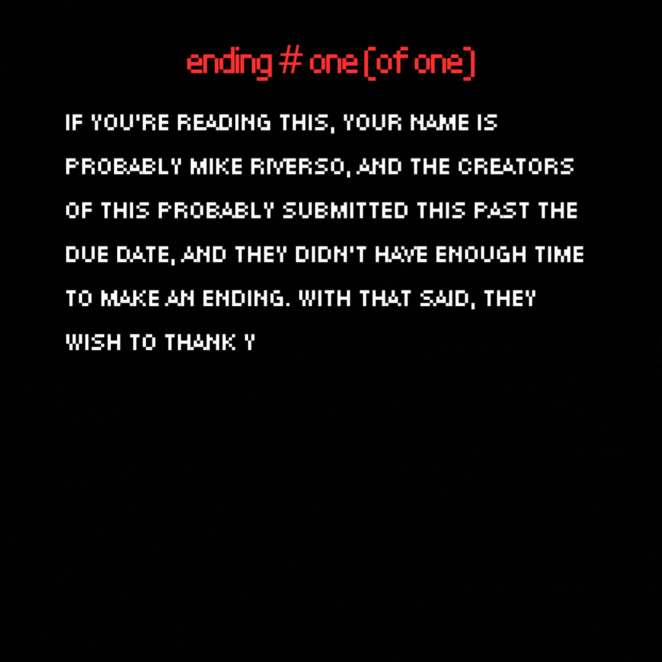 ending # one (of one)
IF YOU'RE READING THIS, YOUR NAME IS
PROBABLY MIKE RIVERSO, AND THE CREATORS
OF THIS PROBABLY SUBMITTED THIS PAST THE
DUE DATE, AND THEY DIDN'T HAVE ENOUGH TIME
TO MAKE AN ENDING. WITH THAT SAID, THEY
WISH TO THANK Y